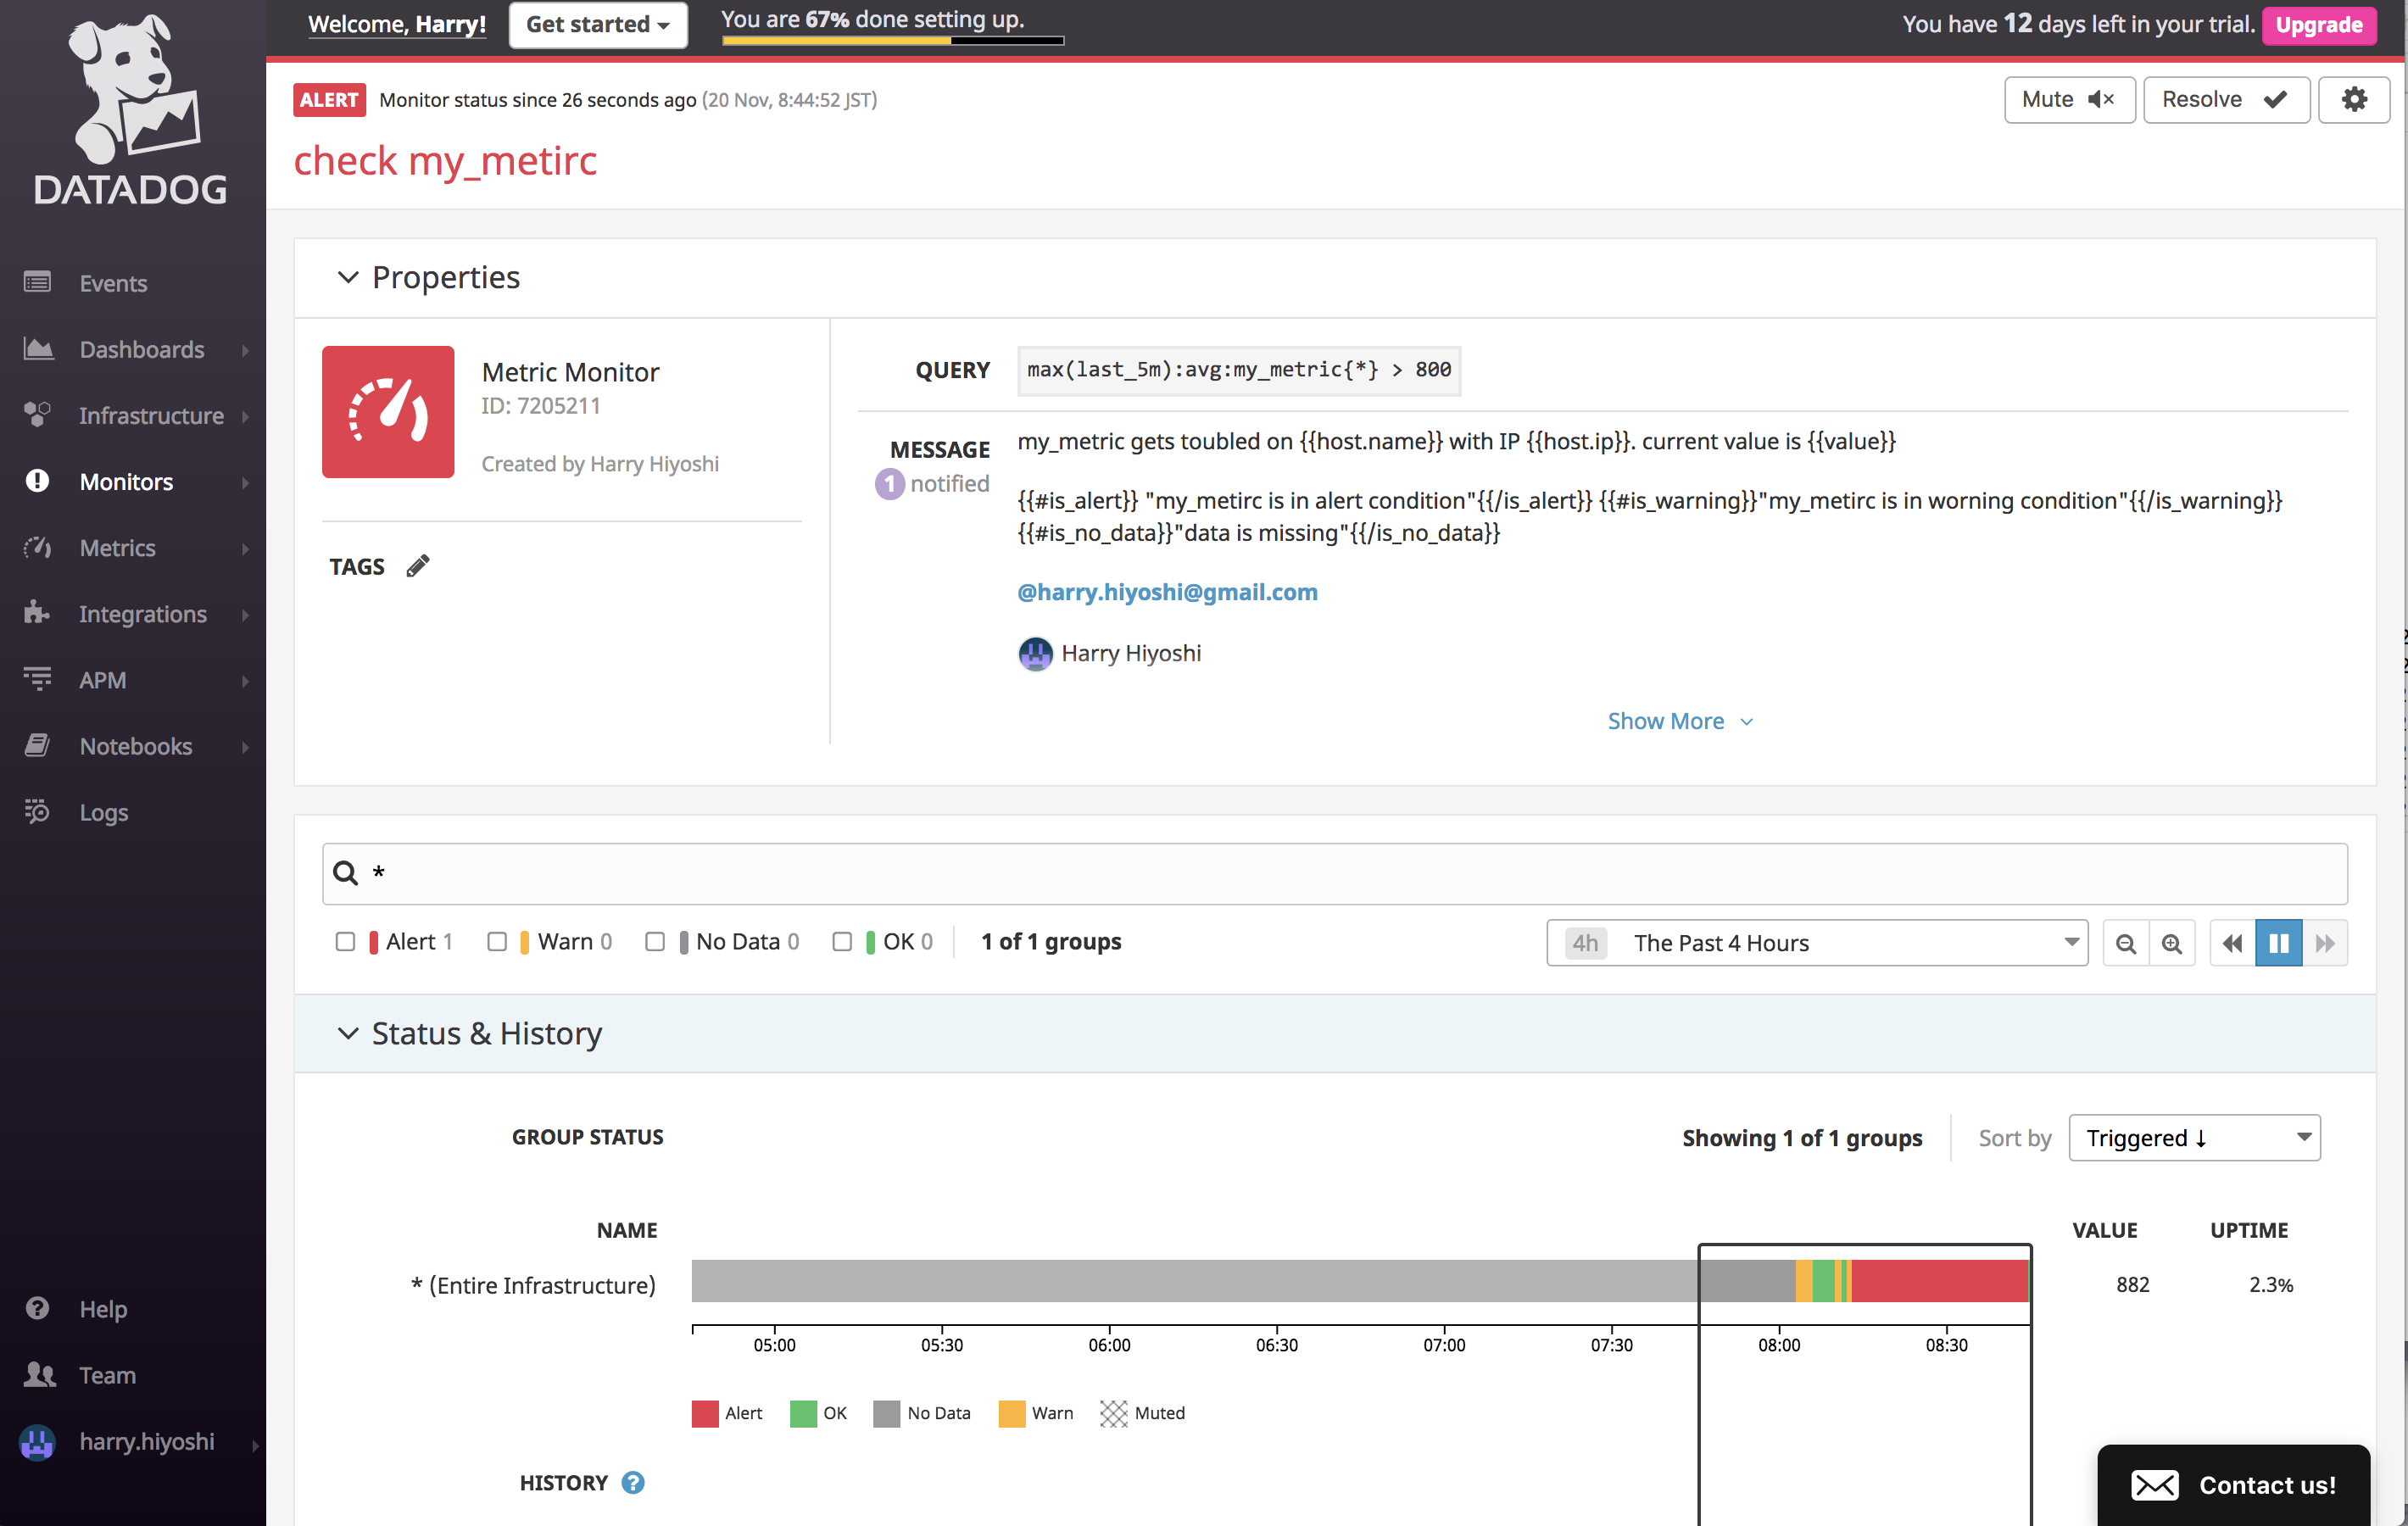 Welcome, Harry!
Get started
You are 67% done setting up.
You have 12 days left in your trial.
Upgrade
DATADOG
Events
Dashboards
Infrastructure
Monitors
Metrics
Integrations
APM
Notebooks
Logs
Help
Team
harry.hiyoshi
ALERT Monitor status since 26 seconds ago (20 Nov, 8:44:52 JST)
Mute
Resolve
check my_metirc
Properties
Metric Monitor
ID: 7205211
Created by Harry Hiyoshi
TAGS
QUERY max(last_5m):avg:my_metric{*} > 800
MESSAGE
1 notified
my_metric gets toubled on {{host.name}} with IP {{host.ip}}. current value is {{value}}
{{#is_alert}} "my_metirc is in alert condition"{{/is_alert}} {{#is_warning}}"my_metirc is in worning condition"{{/is_warning}}
{{#is_no_data}}"data is missing"{{/is_no_data}}
@harry.hiyoshi@gmail.com
Harry Hiyoshi
Show More
*
Alert 1 Warn 0 No Data 0 OK 0 1 of 1 groups
4h The Past 4 Hours
Status & History
GROUP STATUS
Showing 1 of 1 groups Sort by Triggered ↓
NAME VALUE UPTIME
* (Entire Infrastructure) 882 2.3%
05:00 05:30 06:00 06:30 07:00 07:30 08:00 08:30
Alert OK No Data Warn Muted
HISTORY ?
Contact us!